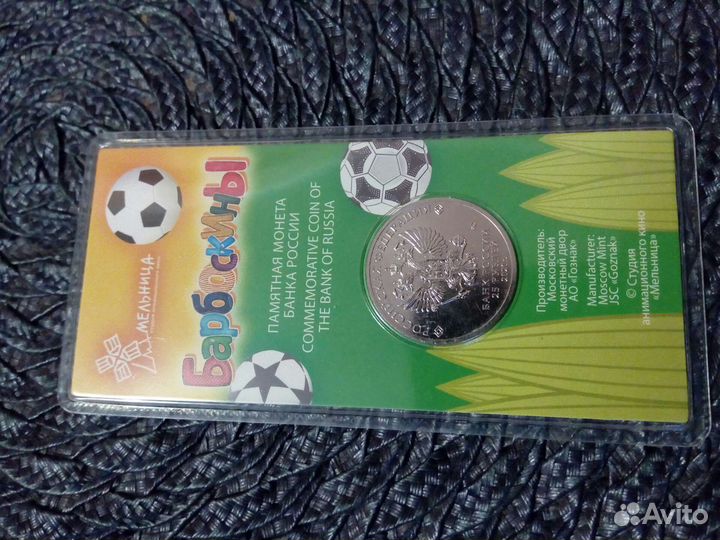 МЕЛЬНИЦА
Барбоскины
ПАМЯТНАЯ МОНЕТА
БАНКА РОССИИ
COMMEMORATIVE COIN OF
THE BANK OF RUSSIA
Производитель:
Московский
монетный двор
АО «Гознак»
Manufacturer:
Moscow Mint
JSC «Goznak»
© Студия
анимационного кино
«Мельница»
Avito